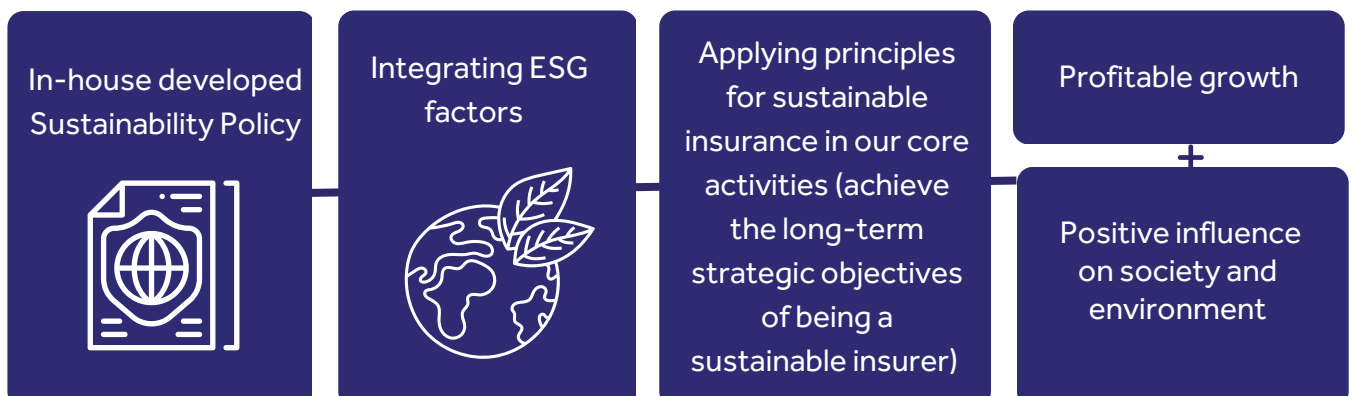 In-house developed
Sustainability Policy
Integrating ESG
factors
Applying principles
for sustainable
insurance in our core
activities (achieve
the long-term
strategic objectives
of being a
sustainable insurer)
Profitable growth
+
Positive influence
on society and
environment